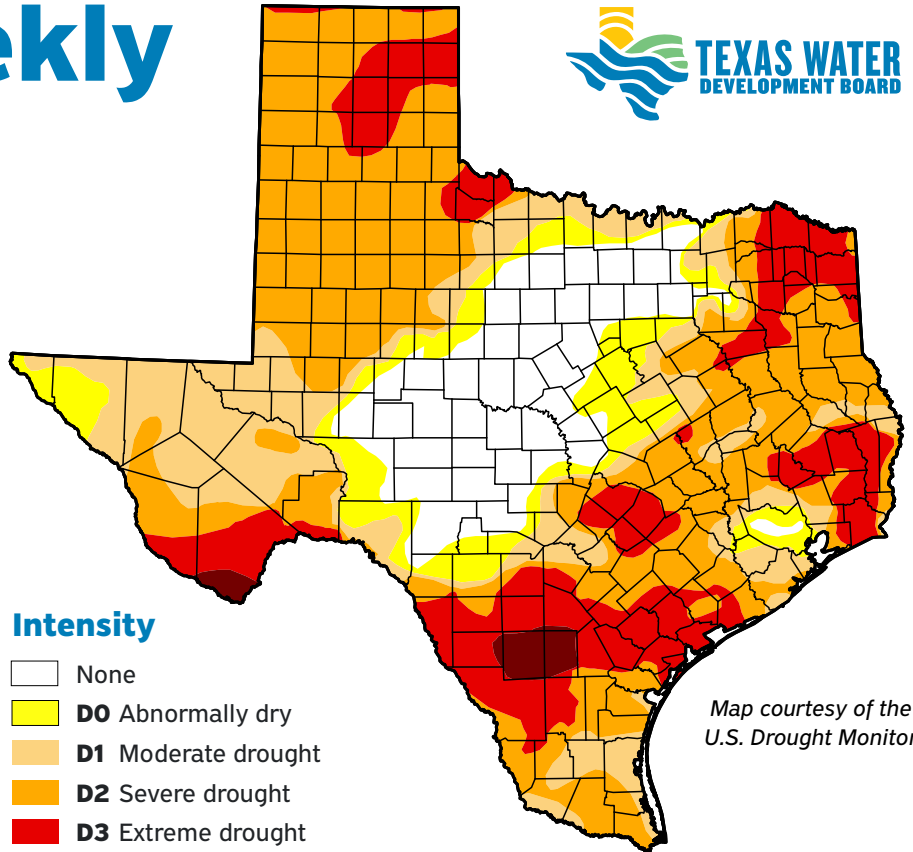 ekly
TEXAS WATER
DEVELOPMENT BOARD
Intensity
None
D0 Abnormally dry
D1 Moderate drought
D2 Severe drought
D3 Extreme drought
Map courtesy of the
U.S. Drought Monitor